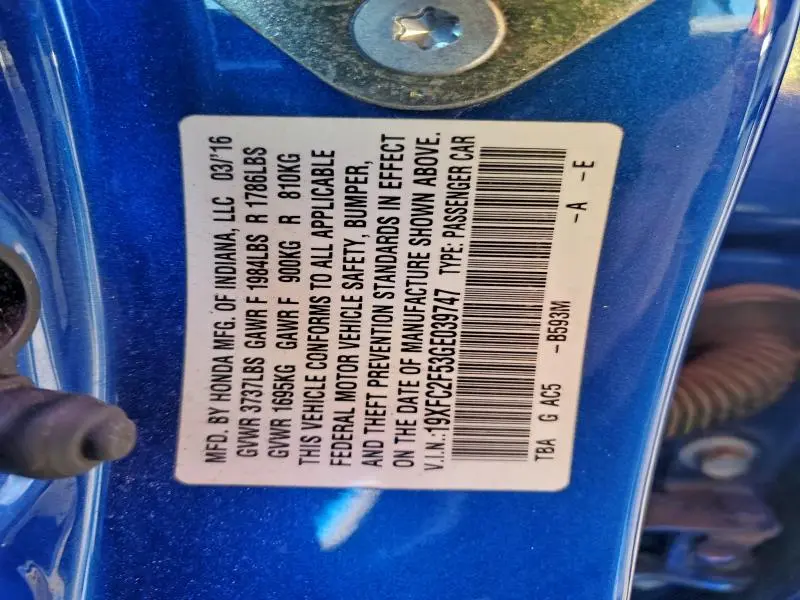 MFD. BY HONDA MFG. OF INDIANA, LLC 03/'16
GVWR 3737LBS GAWR F 1984LBS R 1786LBS
GVWR 1695KG GAWR F 900KG R 810KG
THIS VEHICLE CONFORMS TO ALL APPLICABLE
FEDERAL MOTOR VEHICLE SAFETY, BUMPER,
AND THEFT PREVENTION STANDARDS IN EFFECT
ON THE DATE OF MANUFACTURE SHOWN ABOVE.
V.I.N.:19XFC2F53GE039747 TYPE: PASSENGER CAR
TBA G AC5 -B593M -A -E